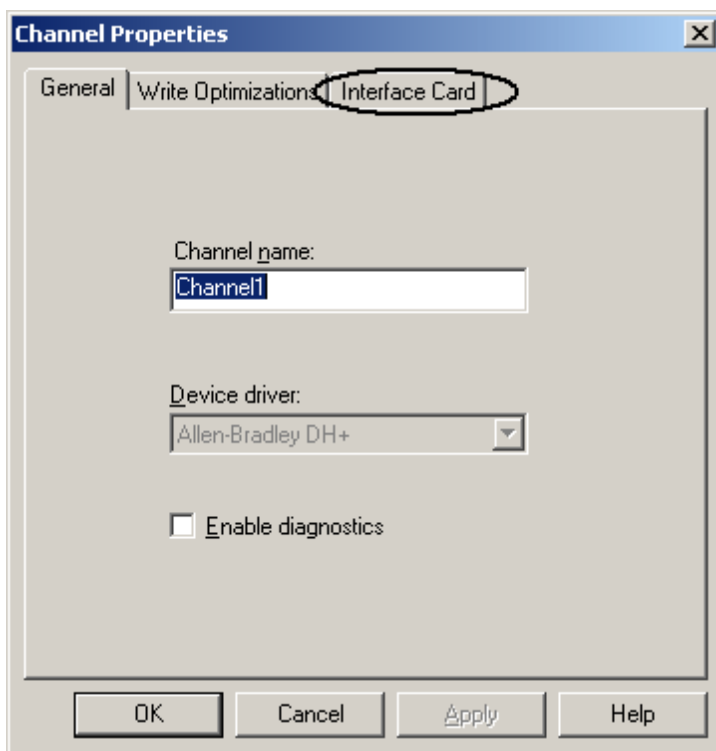 Channel Properties
General Write Optimizations Interface Card
Channel name:
Channel1
Device driver:
Allen-Bradley DH+
Enable diagnostics
OK Cancel Apply Help